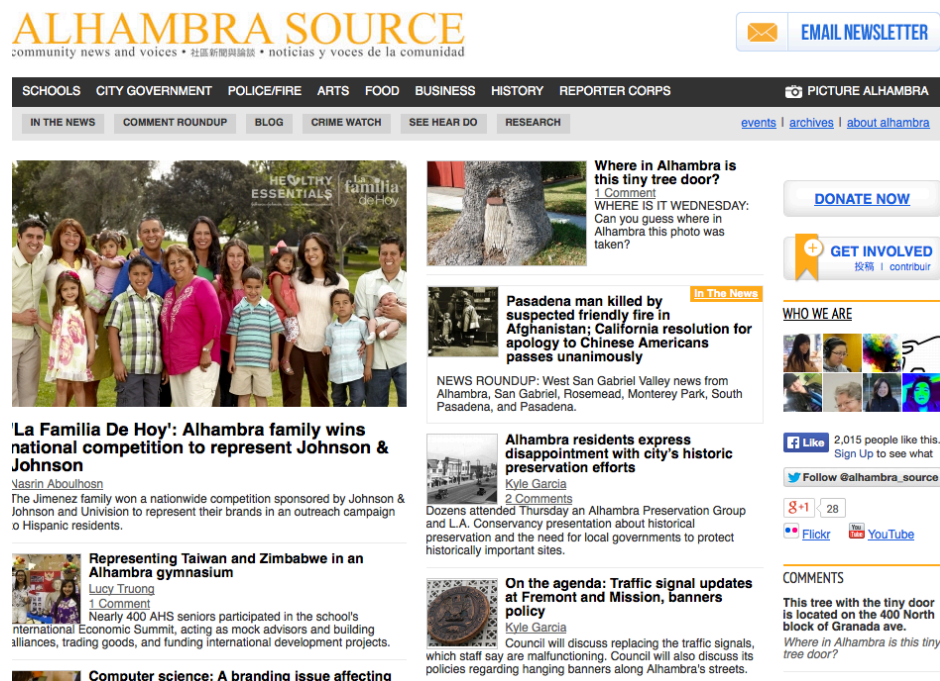 ALHAMBRA SOURCE
community news and voices • 社區新聞與論談 • noticias y voces de la comunidad
EMAIL NEWSLETTER
SCHOOLS CITY GOVERNMENT POLICE/FIRE ARTS FOOD BUSINESS HISTORY REPORTER CORPS PICTURE ALHAMBRA
IN THE NEWS COMMENT ROUNDUP BLOG CRIME WATCH SEE HEAR DO RESEARCH events | archives | about alhambra
HEALTHY
ESSENTIALS
La
familia
deHoy
'La Familia De Hoy': Alhambra family wins
national competition to represent Johnson &
Johnson
Nasrin Aboulhosn
The Jimenez family won a nationwide competition sponsored by Johnson &
Johnson and Univision to represent their brands in an outreach campaign
to Hispanic residents.
Representing Taiwan and Zimbabwe in an
Alhambra gymnasium
Lucy Truong
1 Comment
Nearly 400 AHS seniors participated in the school's
International Economic Summit, acting as mock advisors and building
alliances, trading goods, and funding international development projects.
Computer science: A branding issue affecting
Where in Alhambra is
this tiny tree door?
1 Comment
WHERE IS IT WEDNESDAY:
Can you guess where in
Alhambra this photo was
taken?
In The News
Pasadena man killed by
suspected friendly fire in
Afghanistan; California resolution for
apology to Chinese Americans
passes unanimously
NEWS ROUNDUP: West San Gabriel Valley news from
Alhambra, San Gabriel, Rosemead, Monterey Park, South
Pasadena, and Pasadena.
Alhambra residents express
disappointment with city's historic
preservation efforts
Kyle Garcia
2 Comments
Dozens attended Thursday an Alhambra Preservation Group
and L.A. Conservancy presentation about historical
preservation and the need for local governments to protect
historically important sites.
On the agenda: Traffic signal updates
at Fremont and Mission, banners
policy
Kyle Garcia
Council will discuss replacing the traffic signals,
which staff say are malfunctioning. Council will also discuss its
policies regarding hanging banners along Alhambra's streets.
DONATE NOW
GET INVOLVED
投稿 | contribuir
WHO WE ARE
Like 2,015 people like this.
Sign Up to see what
Follow @alhambra_source
g+1 28
Flickr You Tube YouTube
COMMENTS
This tree with the tiny door
is located on the 400 North
block of Granada ave.
Where in Alhambra is this tiny
tree door?